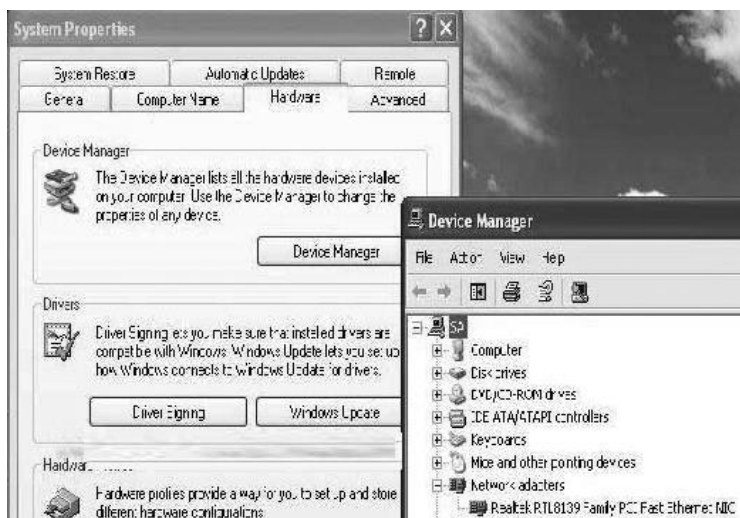 System Properties
System Restore Automatic Updates Remote
General Computer Name Hardware Advanced
Device Manager
The Device Manager lists all the hardware devices installed
on your computer. Use the Device Manager to change the
properties of any device.
Device Manager
Drivers
Driver Signing lets you make sure that installed drivers are
compatible with Windows. Windows Update lets you set up
how Windows connects to Windows Update for drivers.
Driver Signing Windows Update
Hardware
Hardware profiles provide a way for you to set up and store
different hardware configurations.
Device Manager
File Action View Help
Computer
Disk drives
DVD/CD-ROM drives
IDE ATA/ATAPI controllers
Keyboards
Mice and other pointing devices
Network adapters
Realtek RTL8139 Family PCI Fast Ethernet NIC